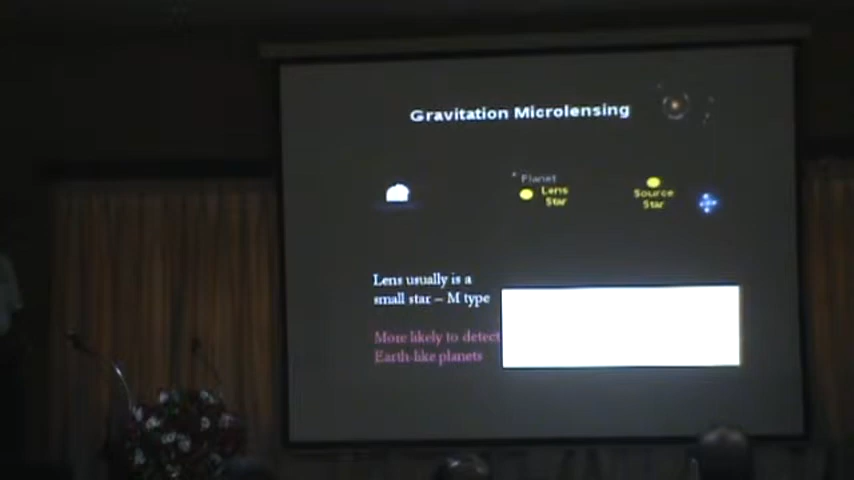 Gravitation Microlensing
Planet
Lens
Star
Source
Star
Lens usually is a
small star – M type
More likely to detect
Earth-like planets